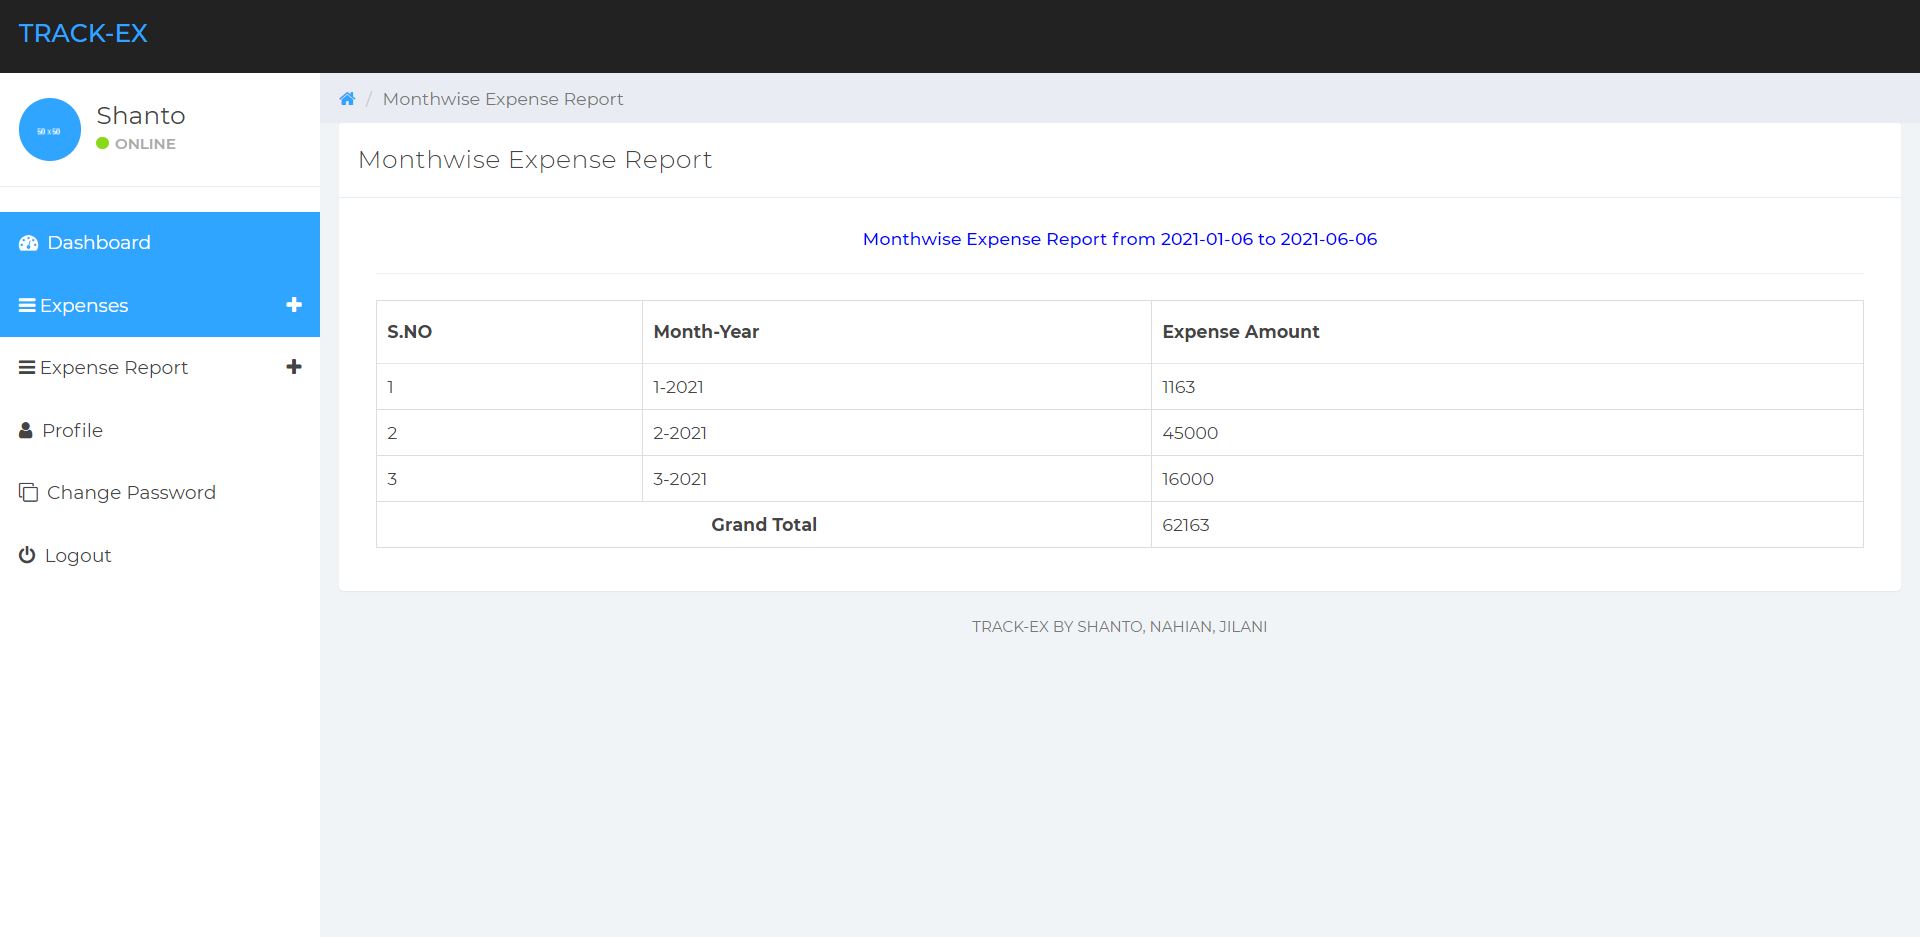 TRACK-EX
50 x 50
Shanto
ONLINE
Dashboard
Expenses
Expense Report
Profile
Change Password
Logout
/ Monthwise Expense Report
Monthwise Expense Report
Monthwise Expense Report from 2021-01-06 to 2021-06-06
S.NO Month-Year Expense Amount
1 1-2021 1163
2 2-2021 45000
3 3-2021 16000
Grand Total 62163
TRACK-EX BY SHANTO, NAHIAN, JILANI